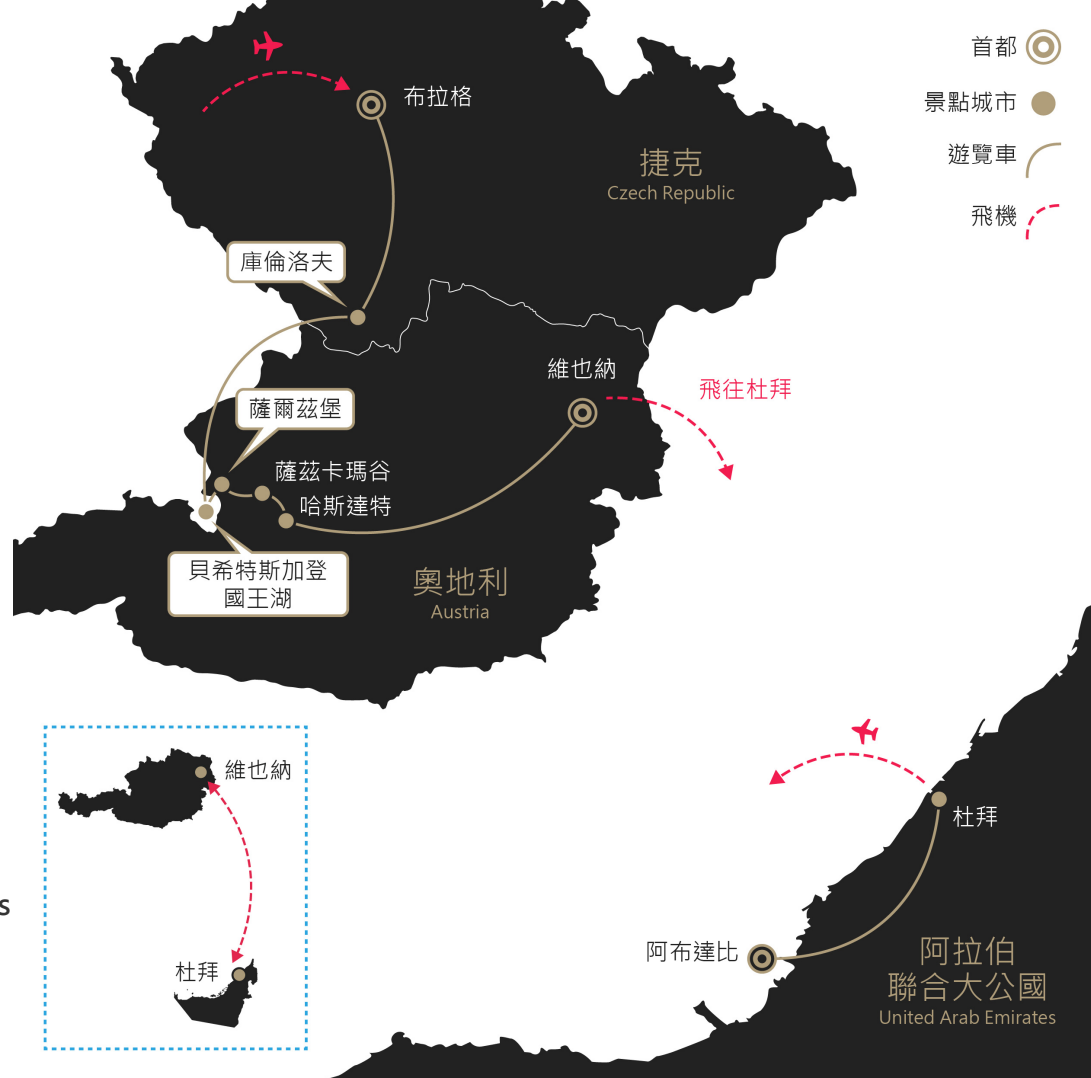 首都
景點城市
遊覽車
飛機
布拉格
捷克
Czech Republic
庫倫洛夫
維也納
飛往杜拜
薩爾茲堡
薩茲卡瑪谷
哈斯達特
貝希特斯加登
國王湖
奧地利
Austria
維也納
杜拜
杜拜
阿布達比
阿拉伯
聯合大公國
United Arab Emirates
s